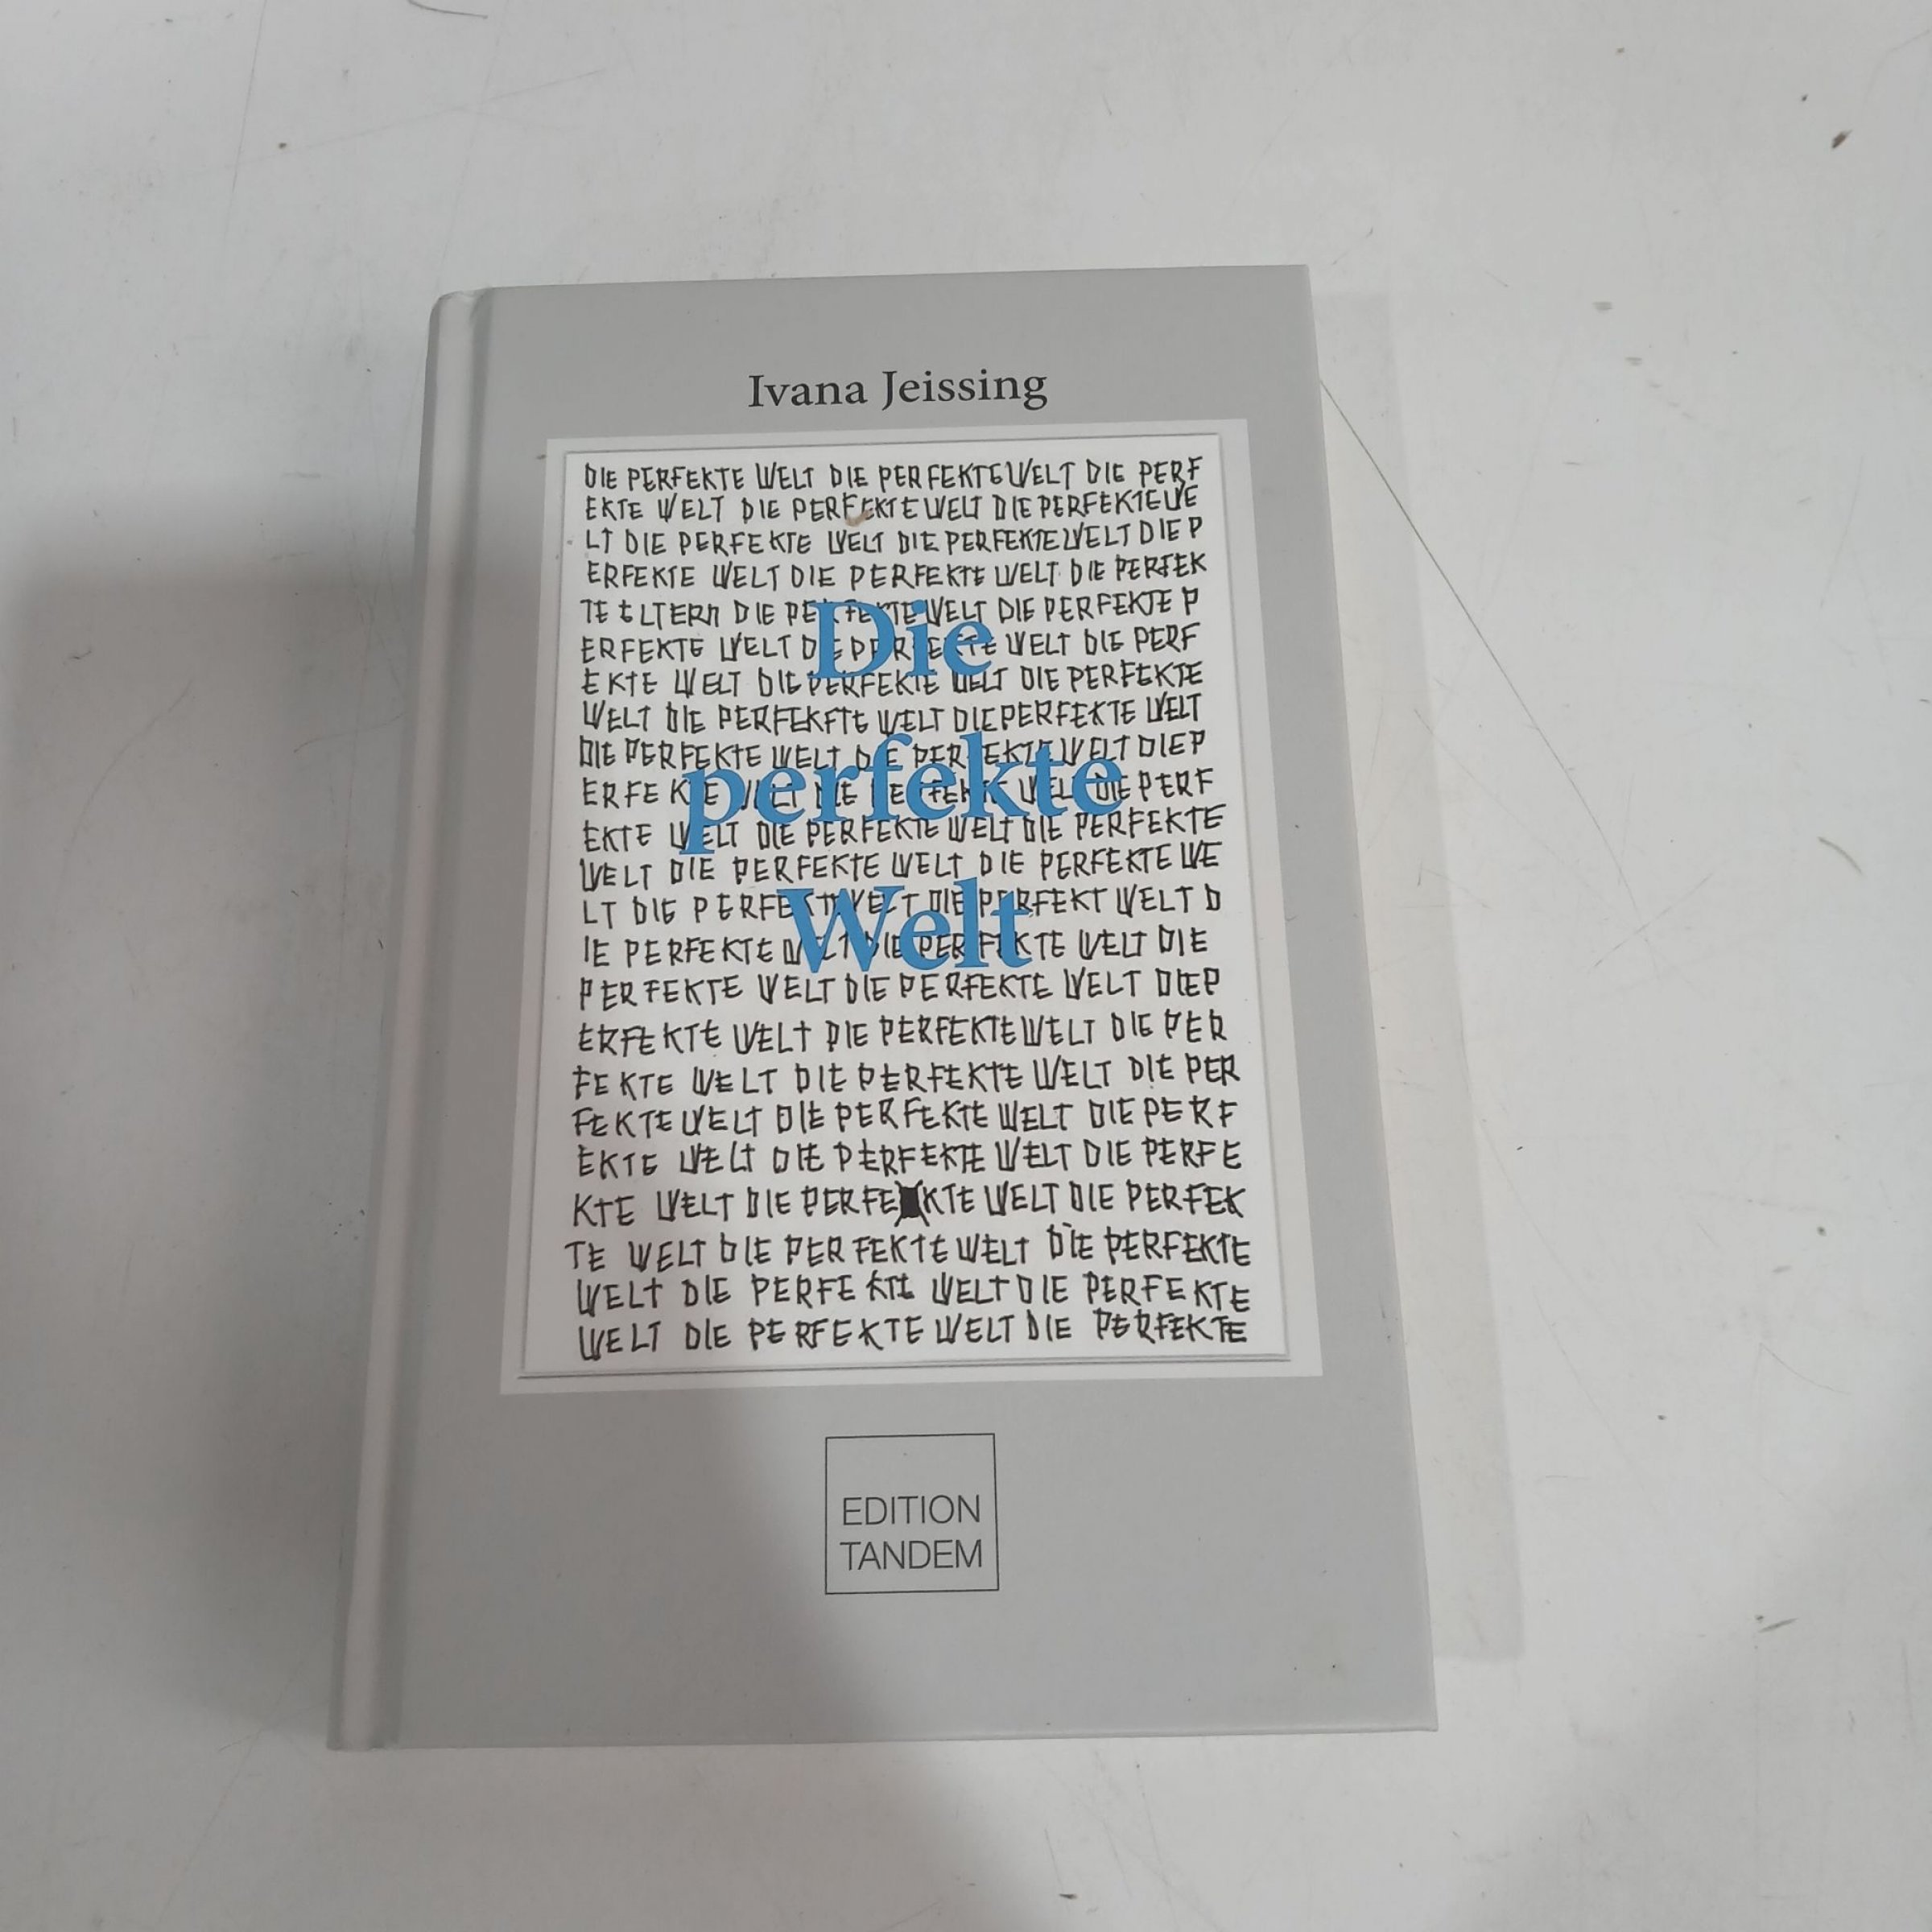 Ivana Jeissing
DIE PERFEKTE WELT DIE PERFEKTE WELT DIE PERF
EKTE WELT DIE PERFEKTE WELT DIE PERFEKTE WE
LT DIE PERFEKTE WELT DIE PERFEKTE WELT DIE P
ERFEKTE WELT DIE PERFEKTE WELT DIE PERFEK
TE ELTERN DIE PERFEKTE WELT DIE PERFEKTE P
ERFEKTE WELT DIE PERFEKTE WELT DIE PERF
EKTE WELT DIE PERFEKTE WELT DIE PERFEKTE
WELT DIE PERFEKFTE WELT DIE PERFEKTE WELT
DIE PERFEKTE WELT DIE PERFEKTE WELT DIE P
ERFEKTE WELT DIE PERFEKTE WELT DIE PERF
EKTE WELT DIE PERFEKTE WELT DIE PERFEKTE
WELT DIE PERFEKTE WELT DIE PERFEKTE WE
LT DIE PERFEKTE WELT DIE PERFEKT WELT D
IE PERFEKTE WELT DIE PERFEKTE WELT DIE
PERFEKTE WELT DIE PERFEKTE WELT DIE P
ERFEKTE WELT DIE PERFEKTE WELT DIE PER
FEKTE WELT DIE PERFEKTE WELT DIE PER
FEKTE WELT DIE PERFEKTE WELT DIE PERF
EKTE WELT DIE PERFEKTE WELT DIE PERFE
KTE WELT DIE PERFE KTE WELT DIE PERFEK
TE WELT DIE PERFEKTE WELT DIE PERFEKTE
WELT DIE PERFEKTE WELT DIE PERFEKTE
WELT DIE PERFEKTE WELT DIE PERFEKTE
Die
perfekte
Welt
EDITION
TANDEM